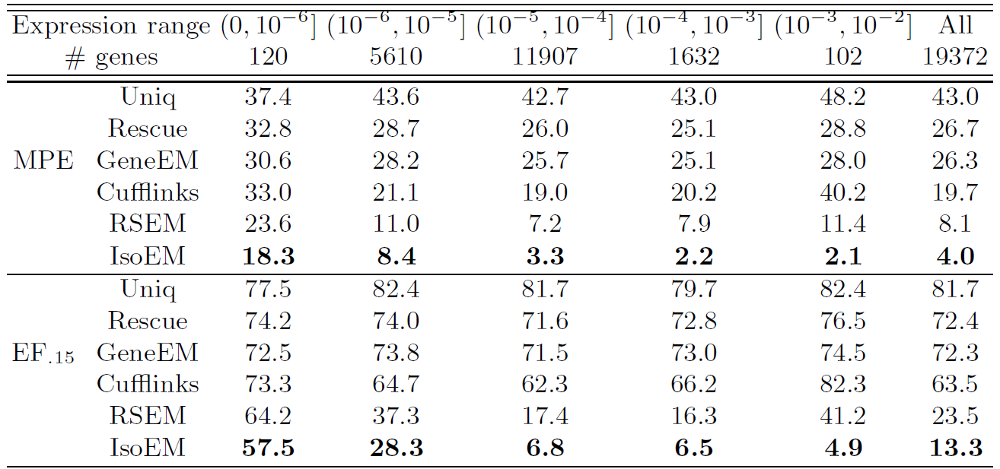 Expression range (0, 10⁻⁶] (10⁻⁶, 10⁻⁵] (10⁻⁵, 10⁻⁴] (10⁻⁴, 10⁻³] (10⁻³, 10⁻²] All
# genes 120 5610 11907 1632 102 19372
Uniq 37.4 43.6 42.7 43.0 48.2 43.0
Rescue 32.8 28.7 26.0 25.1 28.8 26.7
MPE GeneEM 30.6 28.2 25.7 25.1 28.0 26.3
Cufflinks 33.0 21.1 19.0 20.2 40.2 19.7
RSEM 23.6 11.0 7.2 7.9 11.4 8.1
IsoEM 18.3 8.4 3.3 2.2 2.1 4.0
Uniq 77.5 82.4 81.7 79.7 82.4 81.7
Rescue 74.2 74.0 71.6 72.8 76.5 72.4
EF.15 GeneEM 72.5 73.8 71.5 73.0 74.5 72.3
Cufflinks 73.3 64.7 62.3 66.2 82.3 63.5
RSEM 64.2 37.3 17.4 16.3 41.2 23.5
IsoEM 57.5 28.3 6.8 6.5 4.9 13.3